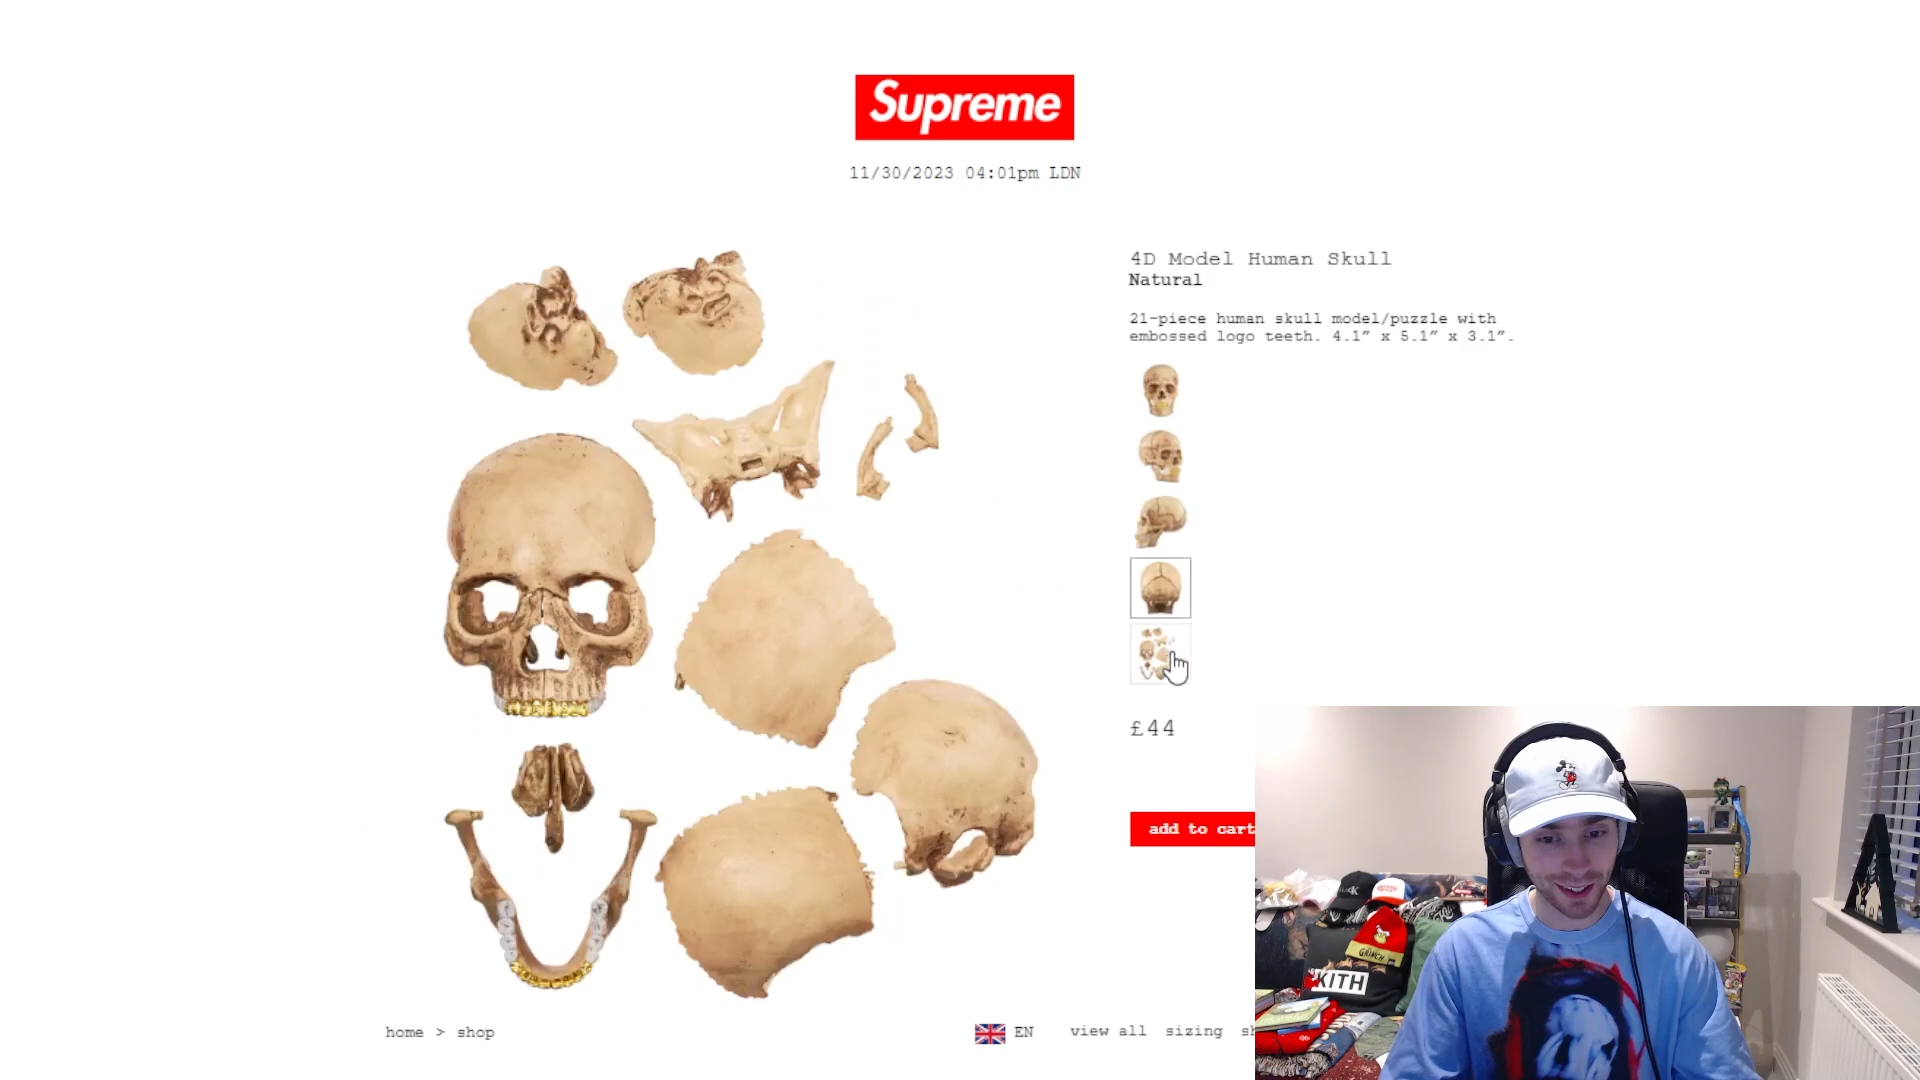 Supreme
11/30/2023 04:01pm LDN
4D Model Human Skull
Natural
21-piece human skull model/puzzle with
embossed logo teeth. 4.1" x 5.1" x 3.1".
£44
add to cart
GRINCH
KITH
home > shop
EN
view all
sizing